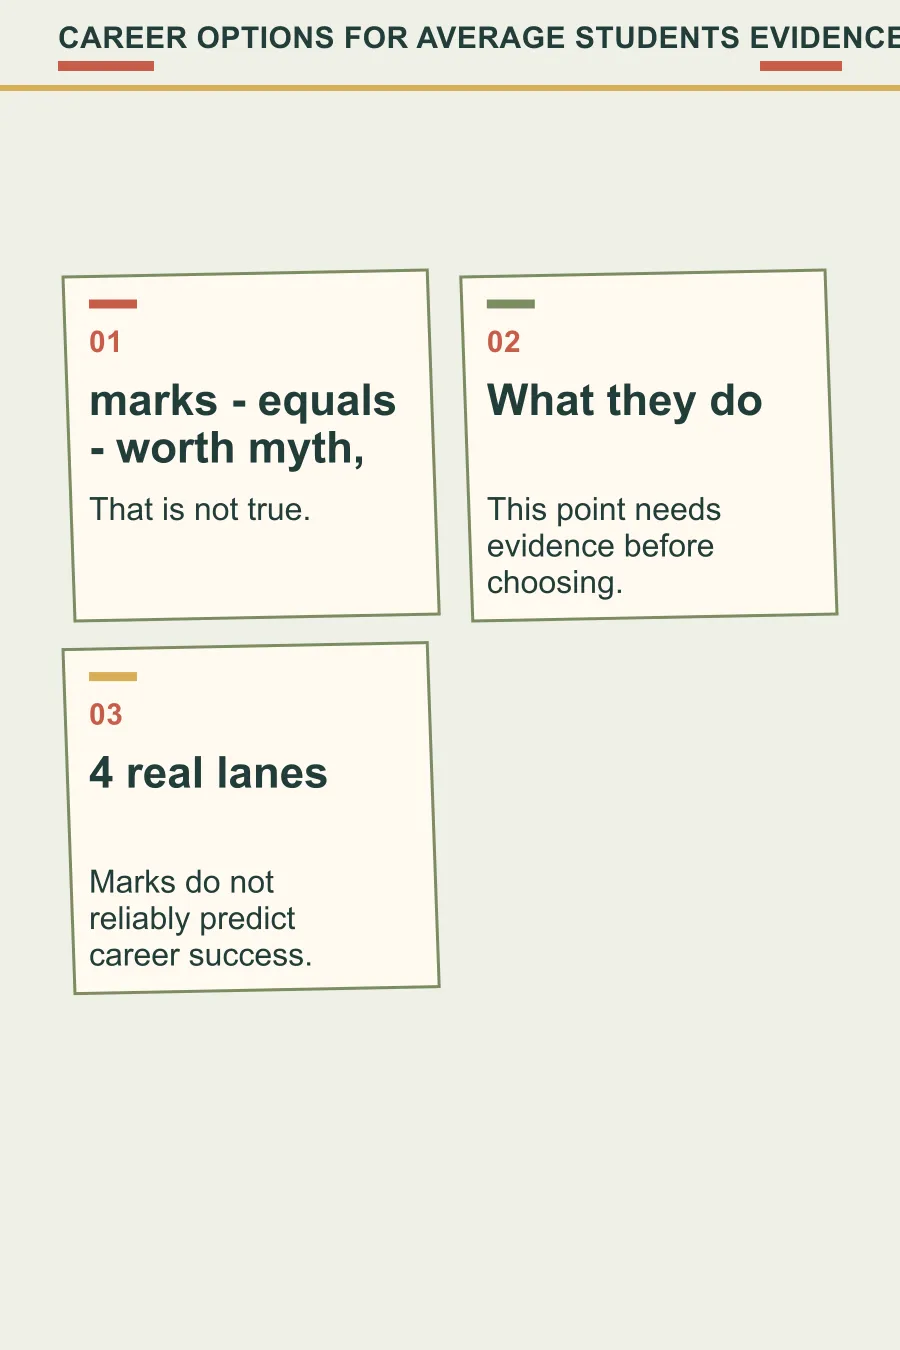 CAREER OPTIONS FOR AVERAGE STUDENTS EVIDENCE
01
marks - equals
- worth myth,
That is not true.
02
What they do
This point needs
evidence before
choosing.
03
4 real lanes
Marks do not
reliably predict
career success.